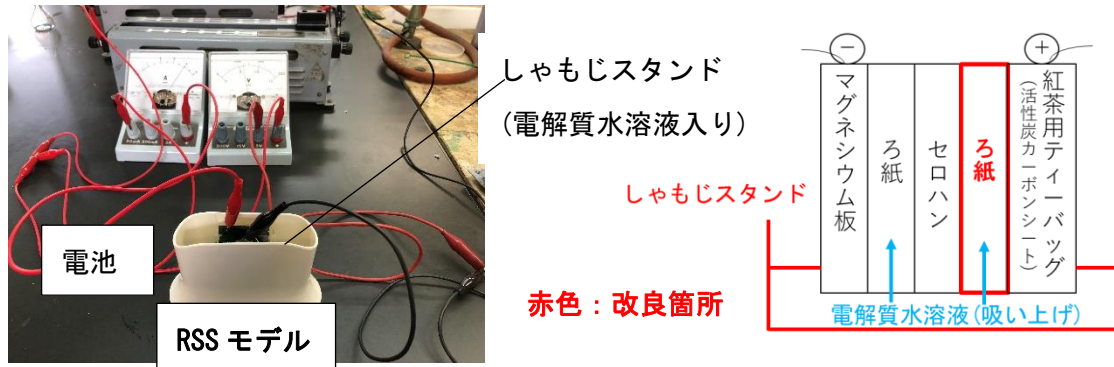 しゃもじスタンド
(電解質水溶液入り)
電池
RSS モデル
A
V
しゃもじスタンド
赤色：改良箇所
－
＋
マグネシウム板
ろ紙
セロハン
ろ紙
紅茶用ティーバッグ
(活性炭カーボンシート)
電解質水溶液(吸い上げ)